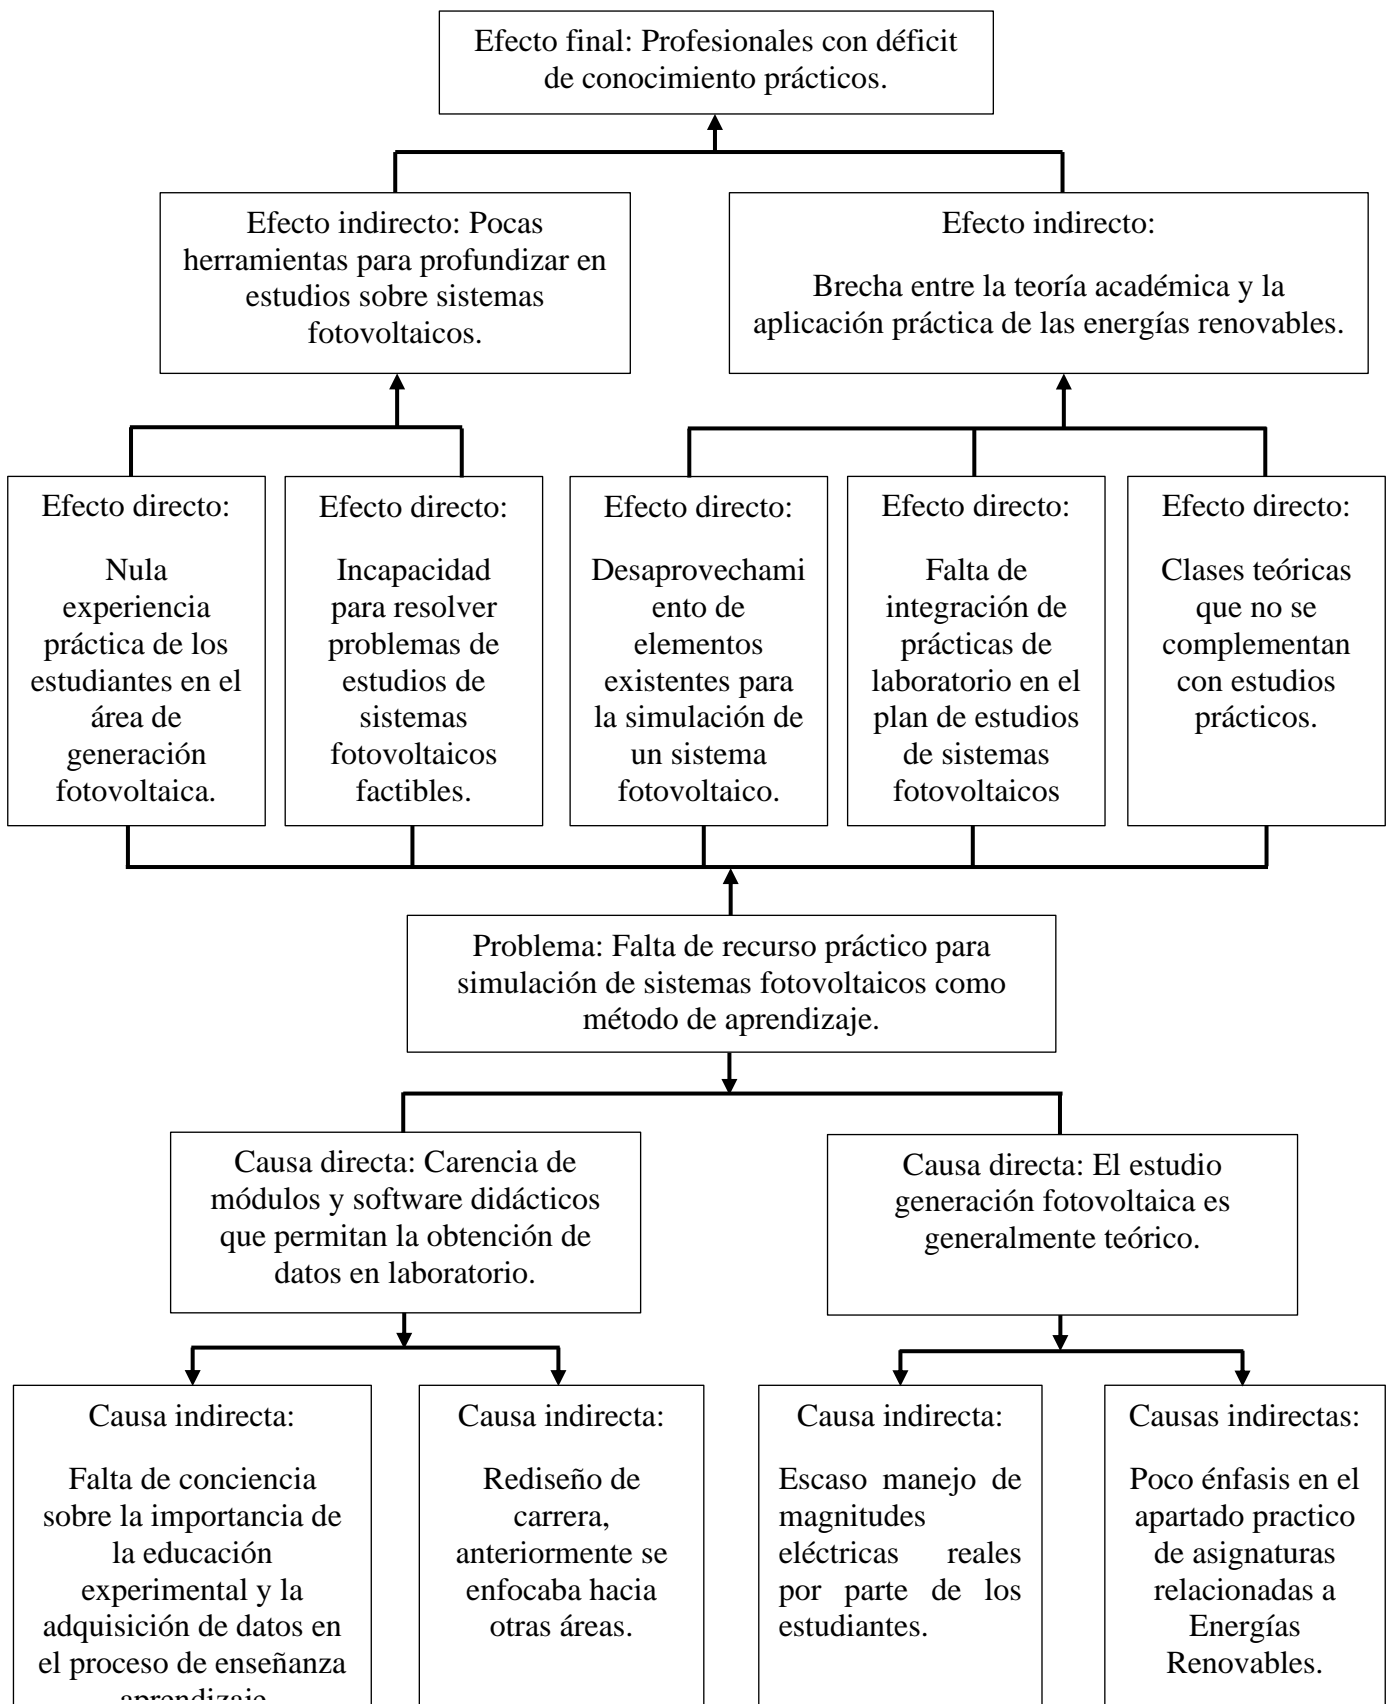 Efecto final: Profesionales con déficit
de conocimiento prácticos.
Efecto indirecto: Pocas
herramientas para profundizar en
estudios sobre sistemas
fotovoltaicos.
Efecto indirecto:
Brecha entre la teoría académica y la
aplicación práctica de las energías renovables.
Efecto directo:
Nula
experiencia
práctica de los
estudiantes en el
área de
generación
fotovoltaica.
Efecto directo:
Incapacidad
para resolver
problemas de
estudios de
sistemas
fotovoltaicos
factibles.
Efecto directo:
Desaprovechami
ento de
elementos
existentes para
la simulación de
un sistema
fotovoltaico.
Efecto directo:
Falta de
integración de
prácticas de
laboratorio en el
plan de estudios
de sistemas
fotovoltaicos
Efecto directo:
Clases teóricas
que no se
complementan
con estudios
prácticos.
Problema: Falta de recurso práctico para
simulación de sistemas fotovoltaicos como
método de aprendizaje.
Causa directa: Carencia de
módulos y software didácticos
que permitan la obtención de
datos en laboratorio.
Causa directa: El estudio
generación fotovoltaica es
generalmente teórico.
Causa indirecta:
Falta de conciencia
sobre la importancia de
la educación
experimental y la
adquisición de datos en
el proceso de enseñanza
aprendizaje
Causa indirecta:
Rediseño de
carrera,
anteriormente se
enfocaba hacia
otras áreas.
Causa indirecta:
Escaso manejo de
magnitudes
eléctricas reales
por parte de los
estudiantes.
Causas indirectas:
Poco énfasis en el
apartado practico
de asignaturas
relacionadas a
Energías
Renovables.